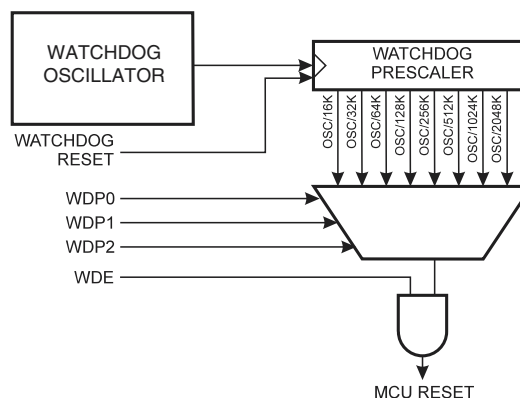 WATCHDOG
OSCILLATOR
WATCHDOG
PRESCALER
WATCHDOG
RESET
OSC/16K
OSC/32K
OSC/64K
OSC/128K
OSC/256K
OSC/512K
OSC/1024K
OSC/2048K
WDP0
WDP1
WDP2
WDE
MCU RESET